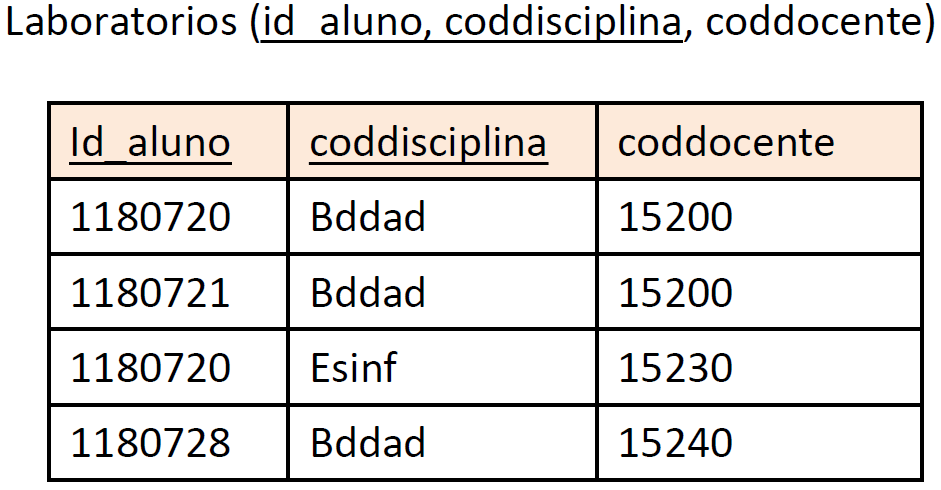 Laboratorios (id_aluno, coddisciplina, coddocente)
Id_aluno coddisciplina coddocente
1180720 Bddad 15200
1180721 Bddad 15200
1180720 Esinf 15230
1180728 Bddad 15240